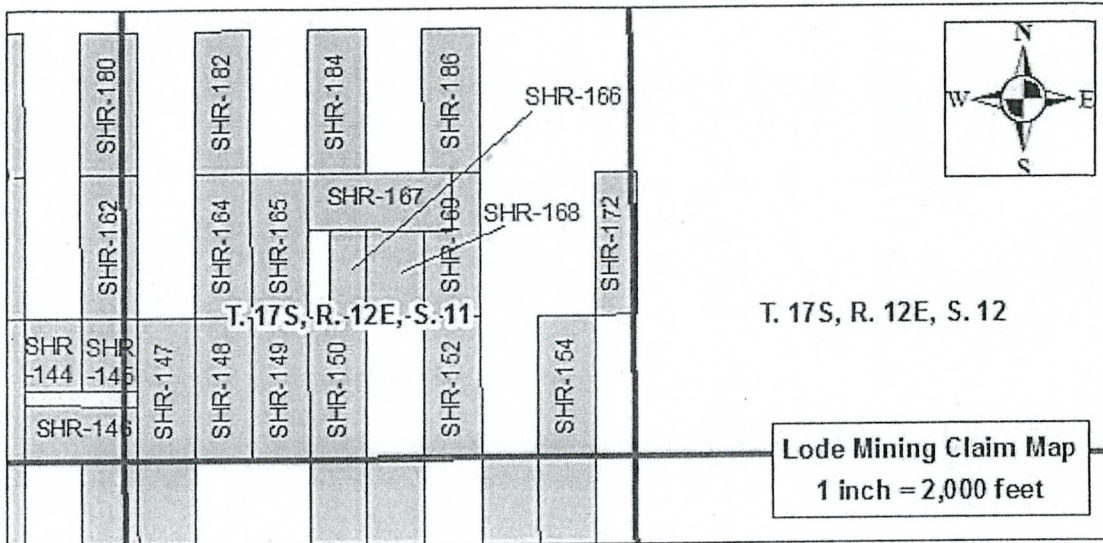 N
W E
S
SHR-180
SHR-182
SHR-184
SHR-186
SHR-166
SHR-162
SHR-164
SHR-165
SHR-167
SHR-169
SHR-168
SHR-172
T. 17S, R. 12E, S. 11
T. 17S, R. 12E, S. 12
SHR
-144
SHR
-145
SHR-147
SHR-148
SHR-149
SHR-150
SHR-152
SHR-154
SHR-146
Lode Mining Claim Map
1 inch = 2,000 feet